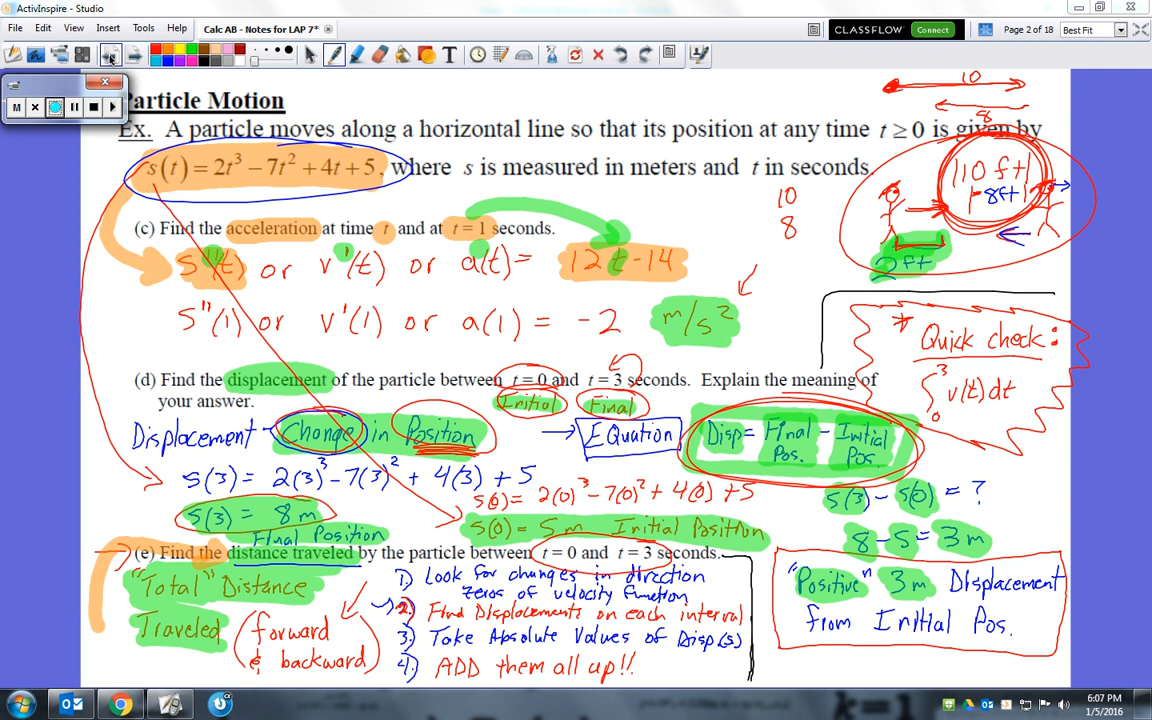 ActivInspire - Studio
File Edit View Insert Tools Help
Calc AB - Notes for LAP 7*
CLASSFLOW Connect
Page 2 of 18
Best Fit
M
Particle Motion
Ex. A particle moves along a horizontal line so that its position at any time t ≥ 0 is given by
s(t) = 2t³ − 7t² + 4t + 5, where s is measured in meters and t in seconds.
10
8
10
8
|10 ft|
|-8ft|
2ft
(c) Find the acceleration at time t and at t = 1 seconds.
s''(t) or v'(t) or a(t) = 12t-14
s''(1) or v'(1) or a(1) = -2 m/s²
* Quick check:
∫₀³ v(t)dt
(d) Find the displacement of the particle between t = 0 and t = 3 seconds. Explain the meaning of
your answer.
Initial Final
Displacement - Change in Position → EQuation Disp = Final Pos. - Initial Pos.
s(3) = 2(3)³ - 7(3)² + 4(3) + 5
s(0) = 2(0)³ - 7(0)² + 4(0) + 5
s(3) - s(0) = ?
s(3) = 8 m
Final Position
s(0) = 5 m Initial Position
8 - 5 = 3 m
"Positive" 3 m Displacement
from Initial Pos.
(e) Find the distance traveled by the particle between t = 0 and t = 3 seconds.
"Total" Distance
Traveled
(forward
& backward)
1) Look for changes in direction
zeros of velocity function
2. Find Displacements on each interval
3. Take Absolute Values of Disp(s)
4.) ADD them all up!!
6:07 PM
1/5/2016